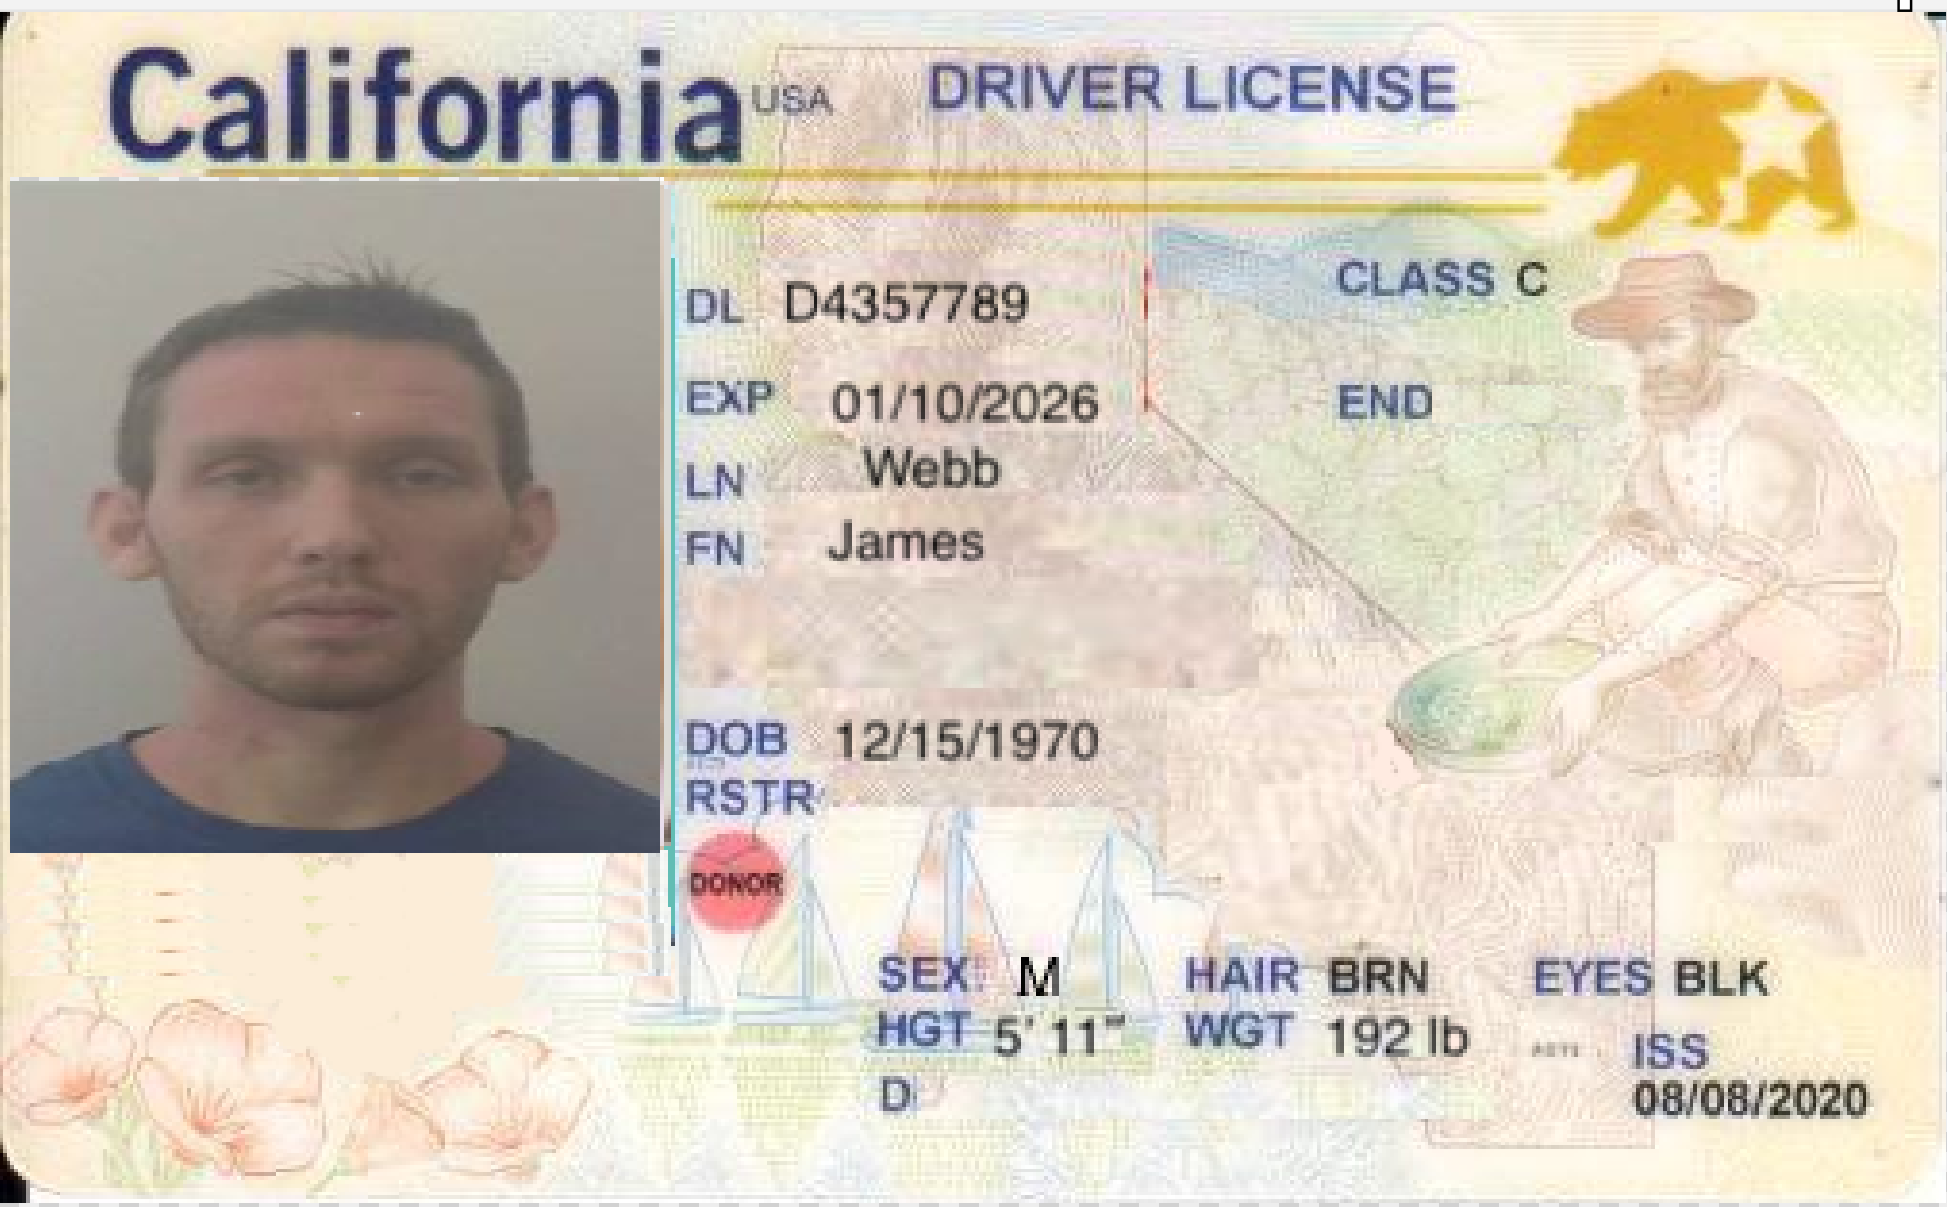 California USA DRIVER LICENSE
DL D4357789 CLASS C
EXP 01/10/2026 END
LN Webb
FN James
DOB 12/15/1970
RSTR
DONOR
SEX M HAIR BRN EYES BLK
HGT 5' 11" WGT 192 lb ISS
D 08/08/2020